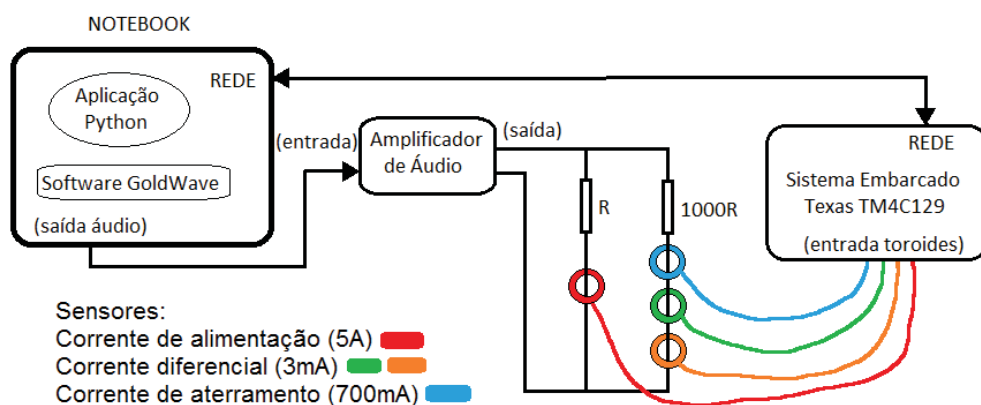 NOTEBOOK
REDE
Aplicação
Python
Software GoldWave
(saída áudio)
(entrada)
Amplificador
de Áudio
(saída)
R
1000R
REDE
Sistema Embarcado
Texas TM4C129
(entrada toroides)
Sensores:
Corrente de alimentação (5A)
Corrente diferencial (3mA)
Corrente de aterramento (700mA)